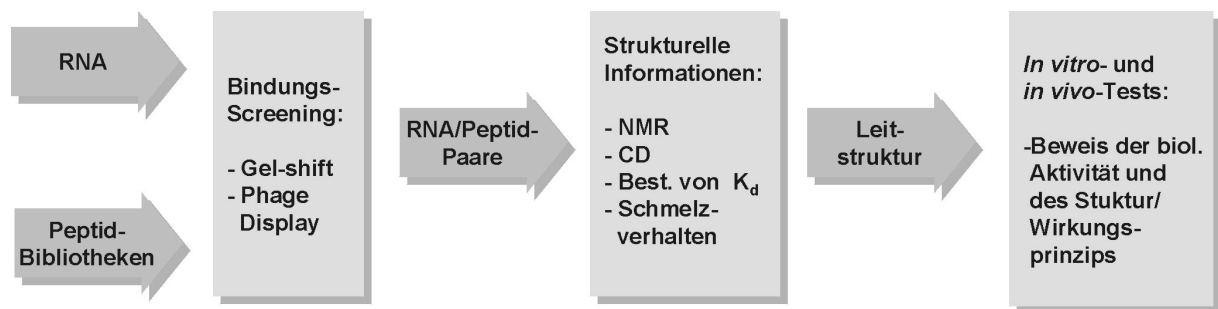 RNA
Peptid-
Bibliotheken
Bindungs-
Screening:
- Gel-shift
- Phage
Display
RNA/Peptid-
Paare
Strukturelle
Informationen:
- NMR
- CD
- Best. von K_d
- Schmelz-
verhalten
Leit-
struktur
In vitro- und
in vivo-Tests:
-Beweis der biol.
Aktivität und
des Stuktur/
Wirkungs-
prinzips